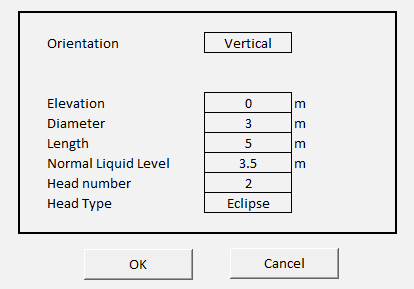 Orientation Vertical
Elevation 0 m
Diameter 3 m
Length 5 m
Normal Liquid Level 3.5 m
Head number 2
Head Type Eclipse
OK Cancel